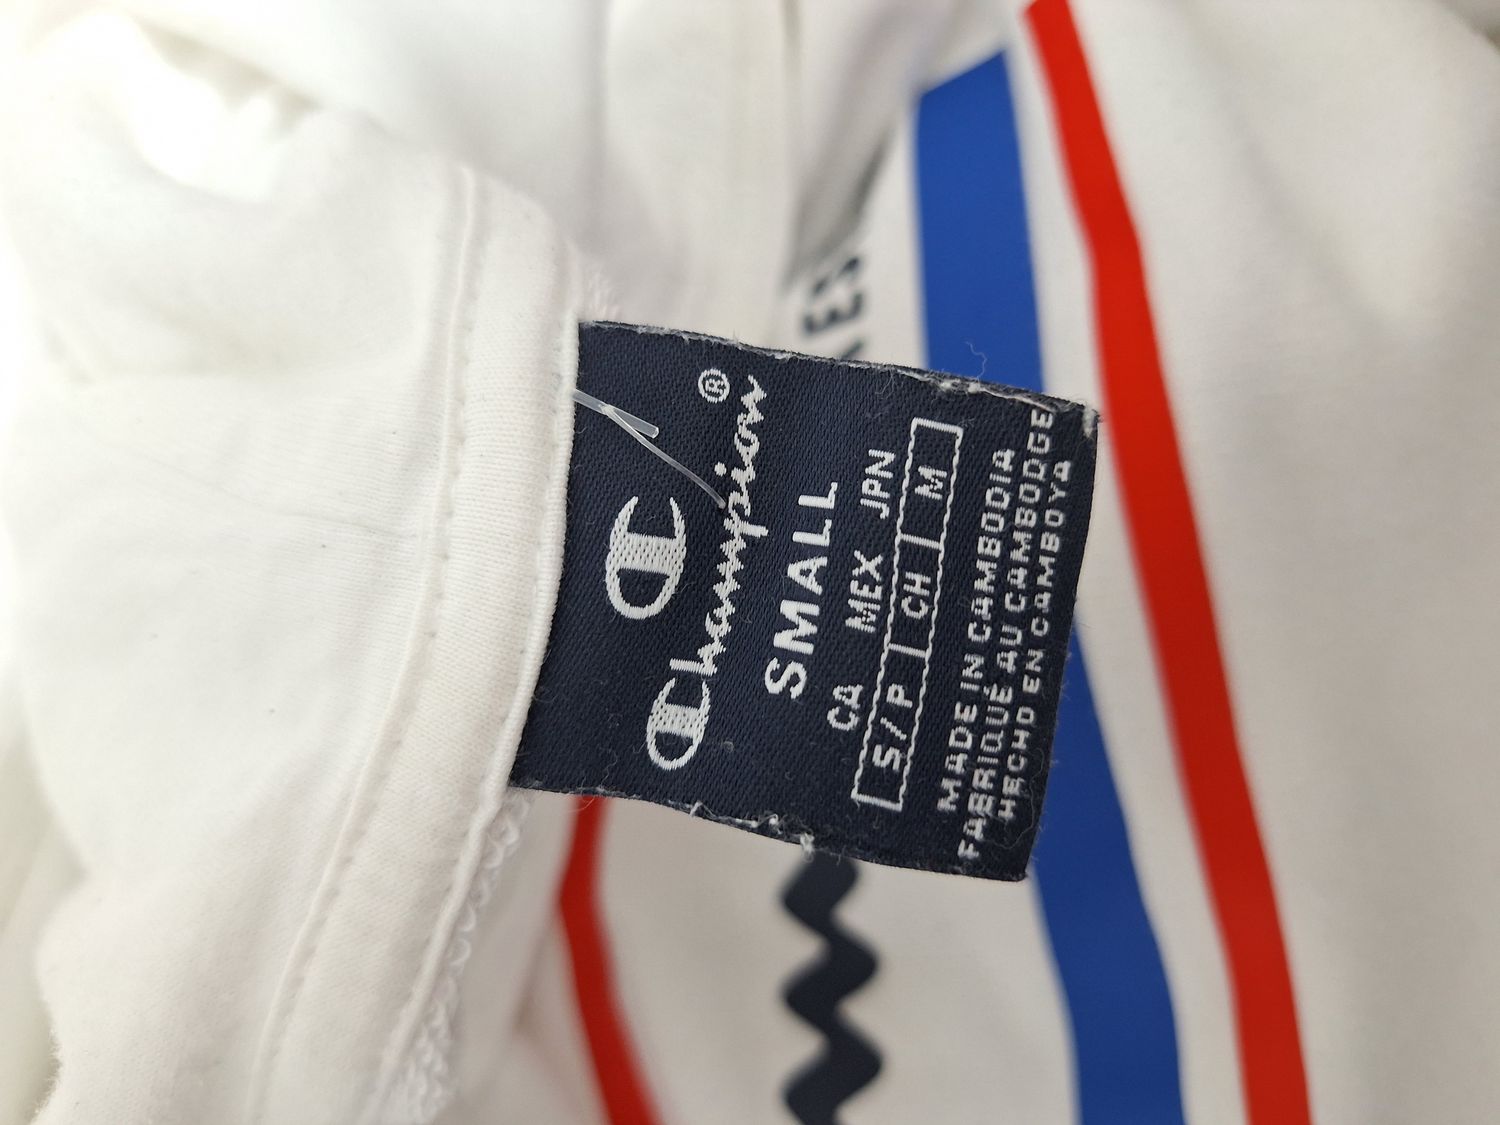 C
Champion®
SMALL
CA MEX JPN
S/P | CH | M
MADE IN CAMBODIA
FABRIQUÉ AU CAMBODGE
HECHO EN CAMBOYA